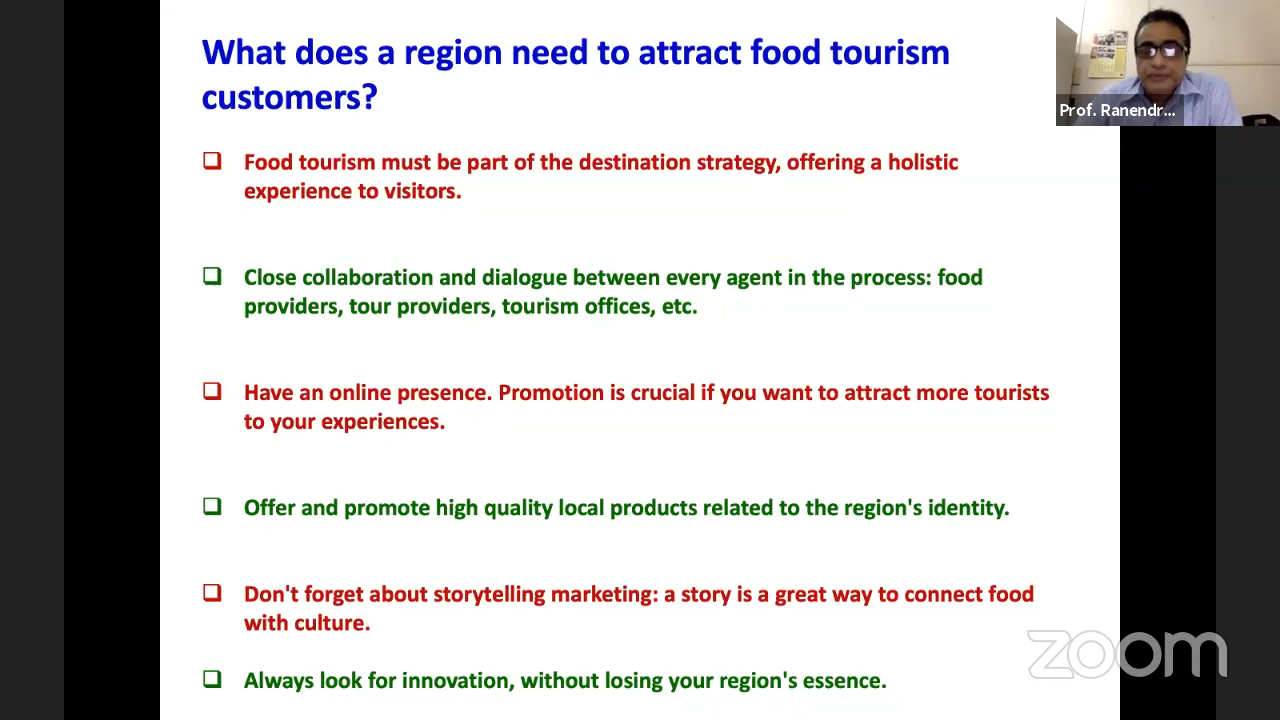 What does a region need to attract food tourism
customers?
Food tourism must be part of the destination strategy, offering a holistic
experience to visitors.
Close collaboration and dialogue between every agent in the process: food
providers, tour providers, tourism offices, etc.
Have an online presence. Promotion is crucial if you want to attract more tourists
to your experiences.
Offer and promote high quality local products related to the region's identity.
Don't forget about storytelling marketing: a story is a great way to connect food
with culture.
Always look for innovation, without losing your region's essence.
Prof. Ranendr...
zoom